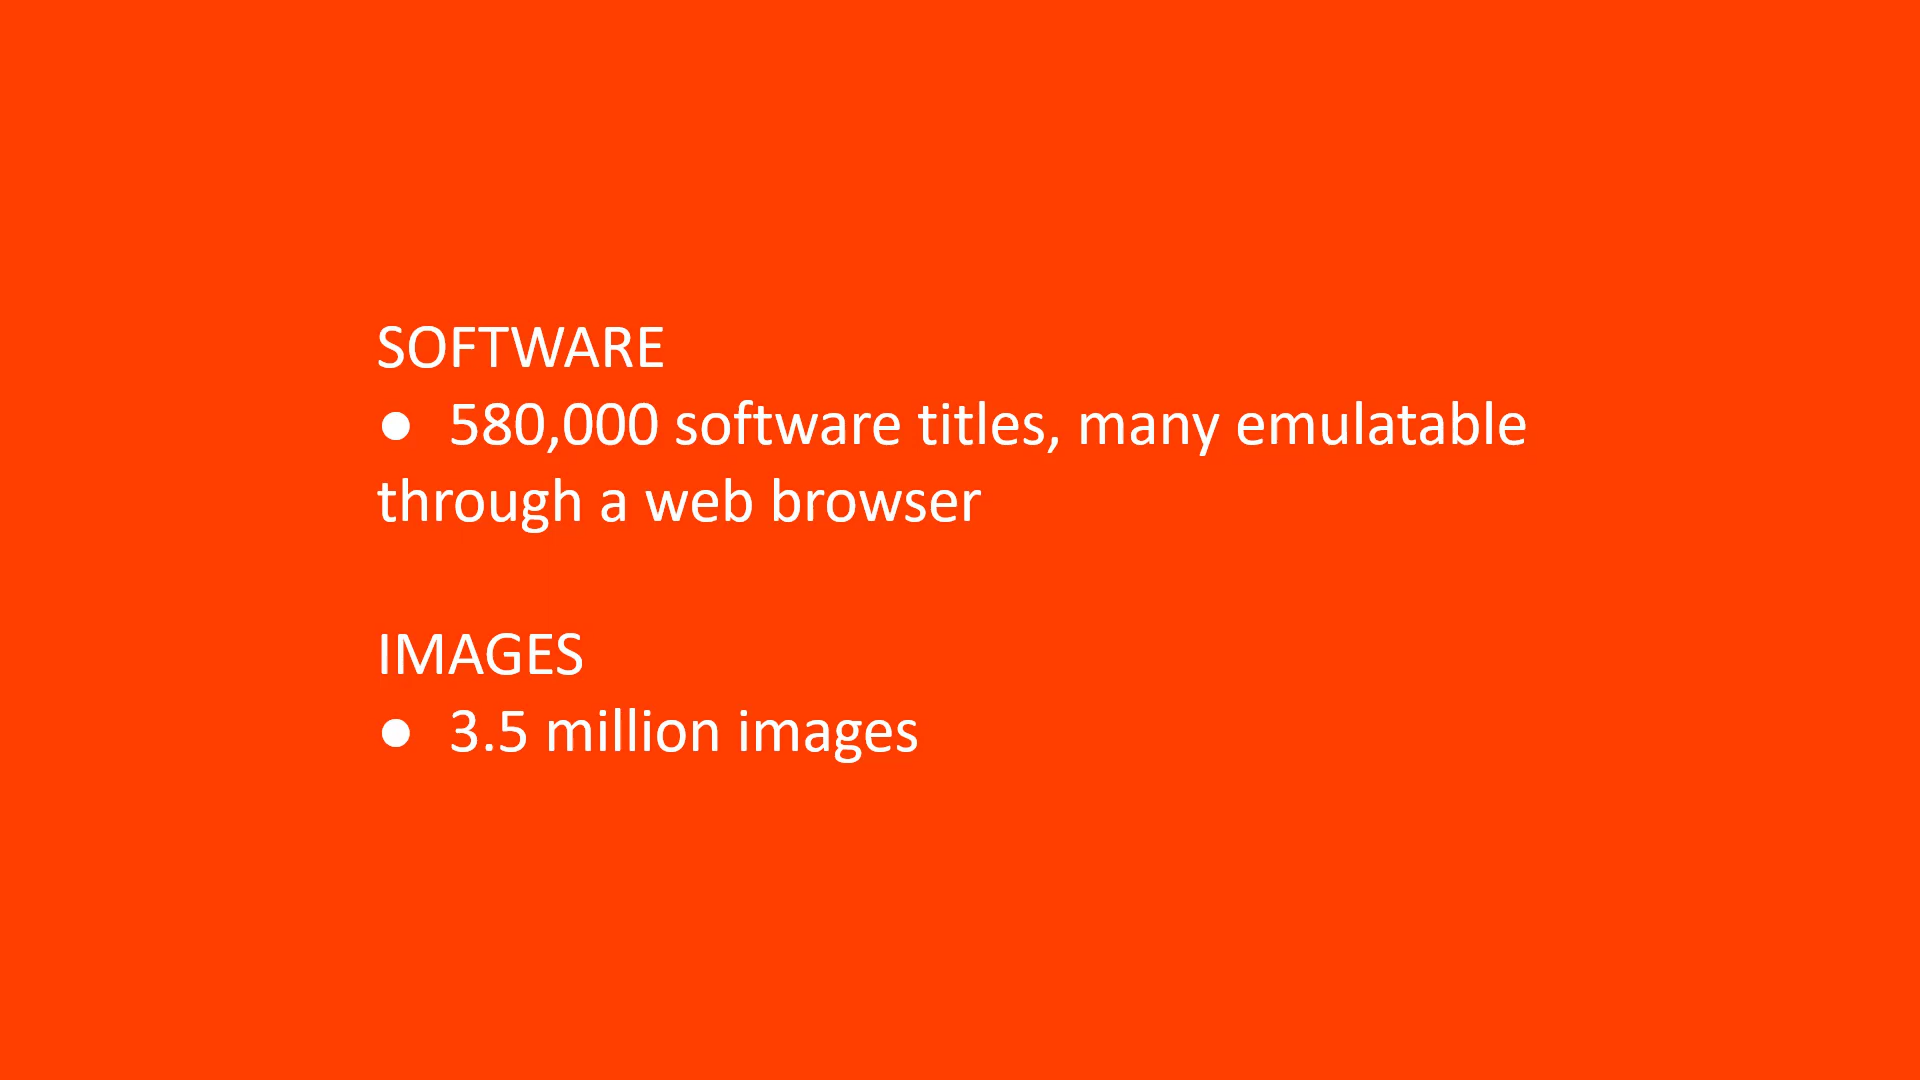 SOFTWARE
● 580,000 software titles, many emulatable
through a web browser
IMAGES
● 3.5 million images